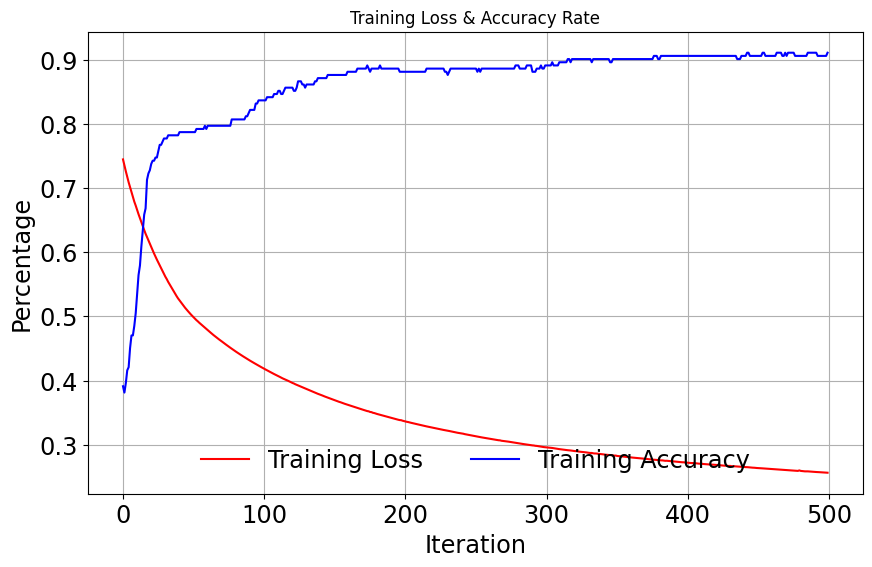 Training Loss & Accuracy Rate
Percentage
0.9
0.8
0.7
0.6
0.5
0.4
0.3
Training Loss
Training Accuracy
0 100 200 300 400 500
Iteration